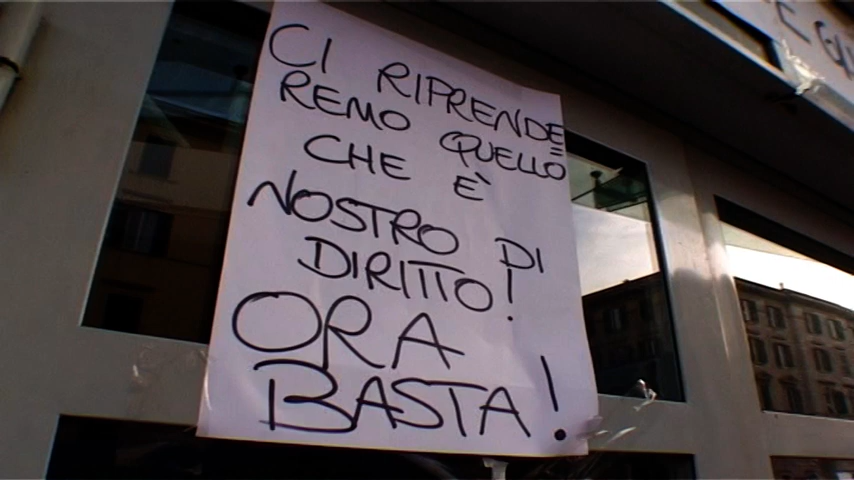 CI RIPRENDE=
REMO QUELLO
CHE È
NOSTRO DI
DIRITTO!
ORA
BASTA!